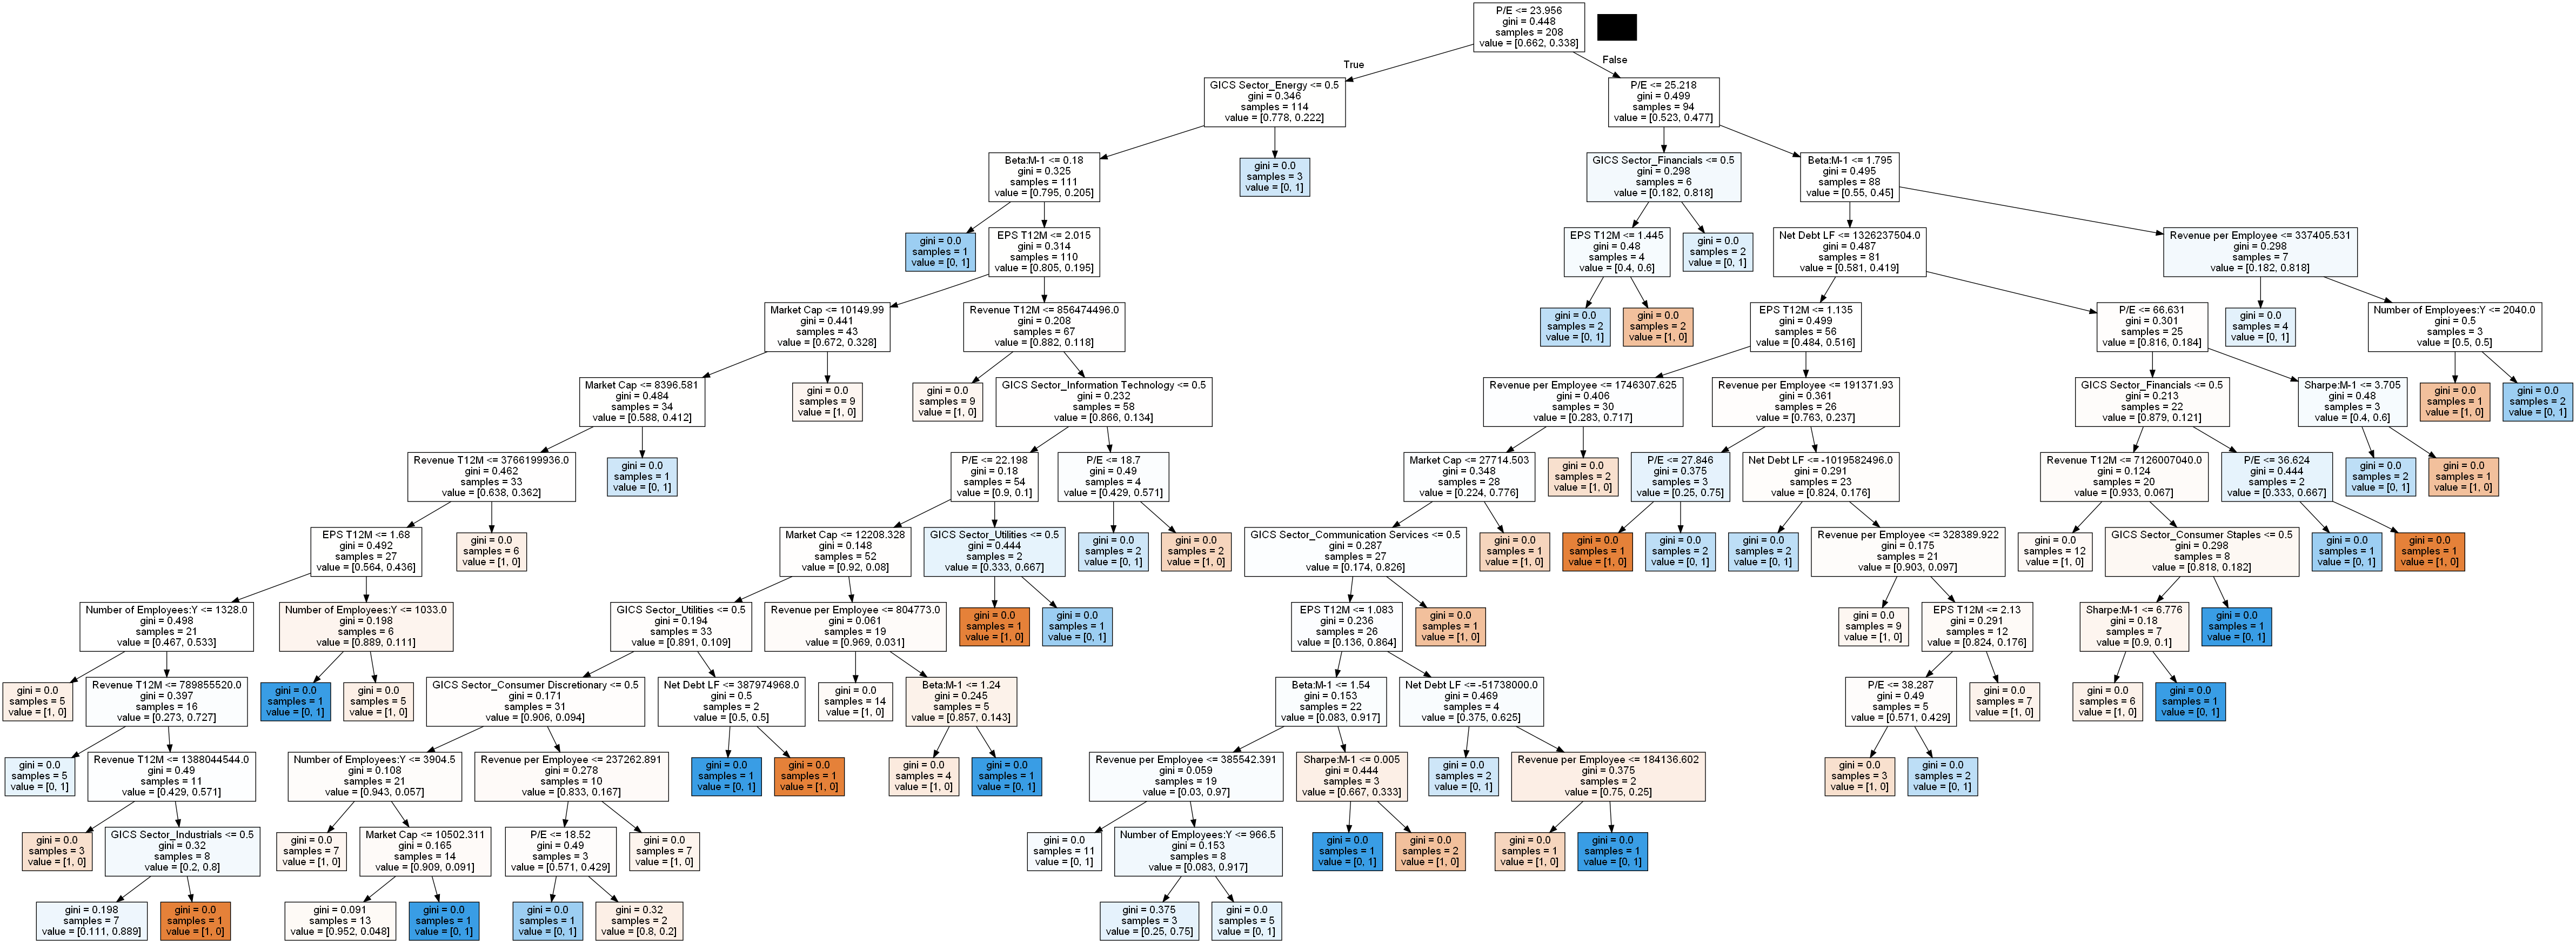 P/E <= 23.956
gini = 0.448
samples = 208
value = [0.662, 0.338]
True
False
GICS Sector_Energy <= 0.5
gini = 0.346
samples = 114
value = [0.778, 0.222]
P/E <= 25.218
gini = 0.499
samples = 94
value = [0.523, 0.477]
Beta:M-1 <= 0.18
gini = 0.325
samples = 111
value = [0.795, 0.205]
gini = 0.0
samples = 3
value = [0, 1]
GICS Sector_Financials <= 0.5
gini = 0.298
samples = 6
value = [0.182, 0.818]
Beta:M-1 <= 1.795
gini = 0.495
samples = 88
value = [0.55, 0.45]
gini = 0.0
samples = 1
value = [0, 1]
EPS T12M <= 2.015
gini = 0.314
samples = 110
value = [0.805, 0.195]
EPS T12M <= 1.445
gini = 0.48
samples = 4
value = [0.4, 0.6]
gini = 0.0
samples = 2
value = [0, 1]
Net Debt LF <= 1326237504.0
gini = 0.487
samples = 81
value = [0.581, 0.419]
Revenue per Employee <= 337405.531
gini = 0.298
samples = 7
value = [0.182, 0.818]
Market Cap <= 10149.99
gini = 0.441
samples = 43
value = [0.672, 0.328]
Revenue T12M <= 856474496.0
gini = 0.208
samples = 67
value = [0.882, 0.118]
gini = 0.0
samples = 2
value = [0, 1]
gini = 0.0
samples = 2
value = [1, 0]
EPS T12M <= 1.135
gini = 0.499
samples = 56
value = [0.484, 0.516]
P/E <= 66.631
gini = 0.301
samples = 25
value = [0.816, 0.184]
gini = 0.0
samples = 4
value = [0, 1]
Number of Employees:Y <= 2040.0
gini = 0.5
samples = 3
value = [0.5, 0.5]
Market Cap <= 8396.581
gini = 0.484
samples = 34
value = [0.588, 0.412]
gini = 0.0
samples = 9
value = [1, 0]
gini = 0.0
samples = 9
value = [1, 0]
GICS Sector_Information Technology <= 0.5
gini = 0.232
samples = 58
value = [0.866, 0.134]
Revenue per Employee <= 1746307.625
gini = 0.406
samples = 30
value = [0.283, 0.717]
Revenue per Employee <= 191371.93
gini = 0.361
samples = 26
value = [0.763, 0.237]
GICS Sector_Financials <= 0.5
gini = 0.213
samples = 22
value = [0.879, 0.121]
Sharpe:M-1 <= 3.705
gini = 0.48
samples = 3
value = [0.4, 0.6]
gini = 0.0
samples = 1
value = [1, 0]
gini = 0.0
samples = 2
value = [0, 1]
Revenue T12M <= 3766199936.0
gini = 0.462
samples = 33
value = [0.638, 0.362]
gini = 0.0
samples = 1
value = [0, 1]
P/E <= 22.198
gini = 0.18
samples = 54
value = [0.9, 0.1]
P/E <= 18.7
gini = 0.49
samples = 4
value = [0.429, 0.571]
Market Cap <= 27714.503
gini = 0.348
samples = 28
value = [0.224, 0.776]
gini = 0.0
samples = 2
value = [1, 0]
P/E <= 27.846
gini = 0.375
samples = 3
value = [0.25, 0.75]
Net Debt LF <= -1019582496.0
gini = 0.291
samples = 23
value = [0.824, 0.176]
Revenue T12M <= 7126007040.0
gini = 0.124
samples = 20
value = [0.933, 0.067]
P/E <= 36.624
gini = 0.444
samples = 2
value = [0.333, 0.667]
gini = 0.0
samples = 2
value = [0, 1]
gini = 0.0
samples = 1
value = [1, 0]
EPS T12M <= 1.68
gini = 0.492
samples = 27
value = [0.564, 0.436]
gini = 0.0
samples = 6
value = [1, 0]
Market Cap <= 12208.328
gini = 0.148
samples = 52
value = [0.92, 0.08]
GICS Sector_Utilities <= 0.5
gini = 0.444
samples = 2
value = [0.333, 0.667]
gini = 0.0
samples = 2
value = [0, 1]
gini = 0.0
samples = 2
value = [1, 0]
GICS Sector_Communication Services <= 0.5
gini = 0.287
samples = 27
value = [0.174, 0.826]
gini = 0.0
samples = 1
value = [1, 0]
gini = 0.0
samples = 1
value = [1, 0]
gini = 0.0
samples = 2
value = [0, 1]
gini = 0.0
samples = 2
value = [0, 1]
Revenue per Employee <= 328389.922
gini = 0.175
samples = 21
value = [0.903, 0.097]
gini = 0.0
samples = 12
value = [1, 0]
GICS Sector_Consumer Staples <= 0.5
gini = 0.298
samples = 8
value = [0.818, 0.182]
gini = 0.0
samples = 1
value = [0, 1]
gini = 0.0
samples = 1
value = [1, 0]
Number of Employees:Y <= 1328.0
gini = 0.498
samples = 21
value = [0.467, 0.533]
Number of Employees:Y <= 1033.0
gini = 0.198
samples = 6
value = [0.889, 0.111]
GICS Sector_Utilities <= 0.5
gini = 0.194
samples = 33
value = [0.891, 0.109]
Revenue per Employee <= 804773.0
gini = 0.061
samples = 19
value = [0.969, 0.031]
gini = 0.0
samples = 1
value = [1, 0]
gini = 0.0
samples = 1
value = [0, 1]
EPS T12M <= 1.083
gini = 0.236
samples = 26
value = [0.136, 0.864]
gini = 0.0
samples = 1
value = [1, 0]
gini = 0.0
samples = 9
value = [1, 0]
EPS T12M <= 2.13
gini = 0.291
samples = 12
value = [0.824, 0.176]
Sharpe:M-1 <= 6.776
gini = 0.18
samples = 7
value = [0.9, 0.1]
gini = 0.0
samples = 1
value = [0, 1]
gini = 0.0
samples = 5
value = [1, 0]
Revenue T12M <= 789855520.0
gini = 0.397
samples = 16
value = [0.273, 0.727]
gini = 0.0
samples = 1
value = [0, 1]
gini = 0.0
samples = 5
value = [1, 0]
GICS Sector_Consumer Discretionary <= 0.5
gini = 0.171
samples = 31
value = [0.906, 0.094]
Net Debt LF <= 387974968.0
gini = 0.5
samples = 2
value = [0.5, 0.5]
gini = 0.0
samples = 14
value = [1, 0]
Beta:M-1 <= 1.24
gini = 0.245
samples = 5
value = [0.857, 0.143]
Beta:M-1 <= 1.54
gini = 0.153
samples = 22
value = [0.083, 0.917]
Net Debt LF <= -51738000.0
gini = 0.469
samples = 4
value = [0.375, 0.625]
P/E <= 38.287
gini = 0.49
samples = 5
value = [0.571, 0.429]
gini = 0.0
samples = 7
value = [1, 0]
gini = 0.0
samples = 6
value = [1, 0]
gini = 0.0
samples = 1
value = [0, 1]
gini = 0.0
samples = 5
value = [0, 1]
Revenue T12M <= 1388044544.0
gini = 0.49
samples = 11
value = [0.429, 0.571]
Number of Employees:Y <= 3904.5
gini = 0.108
samples = 21
value = [0.943, 0.057]
Revenue per Employee <= 237262.891
gini = 0.278
samples = 10
value = [0.833, 0.167]
gini = 0.0
samples = 1
value = [0, 1]
gini = 0.0
samples = 1
value = [1, 0]
gini = 0.0
samples = 4
value = [1, 0]
gini = 0.0
samples = 1
value = [0, 1]
Revenue per Employee <= 385542.391
gini = 0.059
samples = 19
value = [0.03, 0.97]
Sharpe:M-1 <= 0.005
gini = 0.444
samples = 3
value = [0.667, 0.333]
gini = 0.0
samples = 2
value = [0, 1]
Revenue per Employee <= 184136.602
gini = 0.375
samples = 2
value = [0.75, 0.25]
gini = 0.0
samples = 3
value = [1, 0]
gini = 0.0
samples = 2
value = [0, 1]
gini = 0.0
samples = 3
value = [1, 0]
GICS Sector_Industrials <= 0.5
gini = 0.32
samples = 8
value = [0.2, 0.8]
gini = 0.0
samples = 7
value = [1, 0]
Market Cap <= 10502.311
gini = 0.165
samples = 14
value = [0.909, 0.091]
P/E <= 18.52
gini = 0.49
samples = 3
value = [0.571, 0.429]
gini = 0.0
samples = 7
value = [1, 0]
gini = 0.0
samples = 11
value = [0, 1]
Number of Employees:Y <= 966.5
gini = 0.153
samples = 8
value = [0.083, 0.917]
gini = 0.0
samples = 1
value = [0, 1]
gini = 0.0
samples = 2
value = [1, 0]
gini = 0.0
samples = 1
value = [1, 0]
gini = 0.0
samples = 1
value = [0, 1]
gini = 0.198
samples = 7
value = [0.111, 0.889]
gini = 0.0
samples = 1
value = [1, 0]
gini = 0.091
samples = 13
value = [0.952, 0.048]
gini = 0.0
samples = 1
value = [0, 1]
gini = 0.0
samples = 1
value = [0, 1]
gini = 0.32
samples = 2
value = [0.8, 0.2]
gini = 0.375
samples = 3
value = [0.25, 0.75]
gini = 0.0
samples = 5
value = [0, 1]